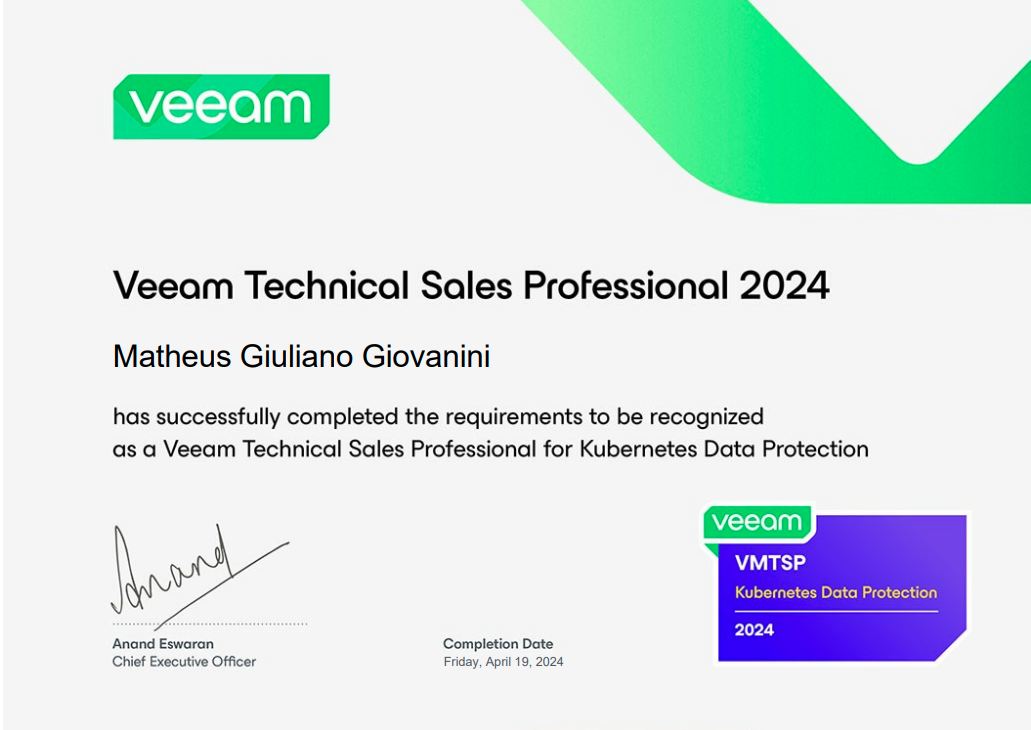 veeam
Veeam Technical Sales Professional 2024
Matheus Giuliano Giovanini
has successfully completed the requirements to be recognized
as a Veeam Technical Sales Professional for Kubernetes Data Protection
Anand
Anand Eswaran
Chief Executive Officer
Completion Date
Friday, April 19, 2024
veeam
VMTSP
Kubernetes Data Protection
2024